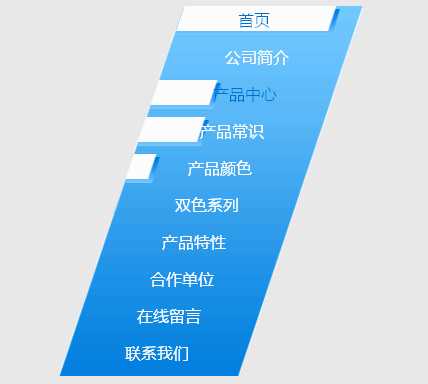 首页
公司简介
产品中心
产品常识
产品颜色
双色系列
产品特性
合作单位
在线留言
联系我们